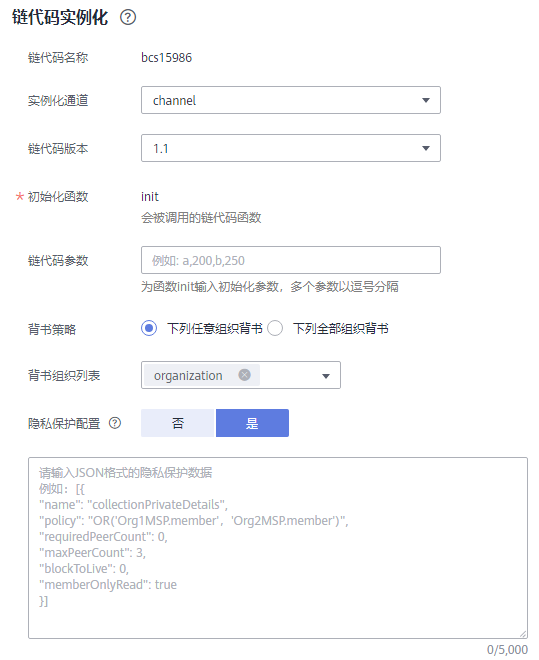 链代码实例化 ?
链代码名称 bcs15986
实例化通道 channel
链代码版本 1.1
* 初始化函数 init
会被调用的链代码函数
链代码参数 例如: a,200,b,250
为函数init输入初始化参数，多个参数以逗号分隔
背书策略 下列任意组织背书 下列全部组织背书
背书组织列表 organization
隐私保护配置 ? 否 是
请输入JSON格式的隐私保护数据
例如：[{
"name": "collectionPrivateDetails",
"policy": "OR('Org1MSP.member'，'Org2MSP.member')",
"requiredPeerCount": 0,
"maxPeerCount": 3,
"blockToLive": 0,
"memberOnlyRead": true
}]
0/5,000